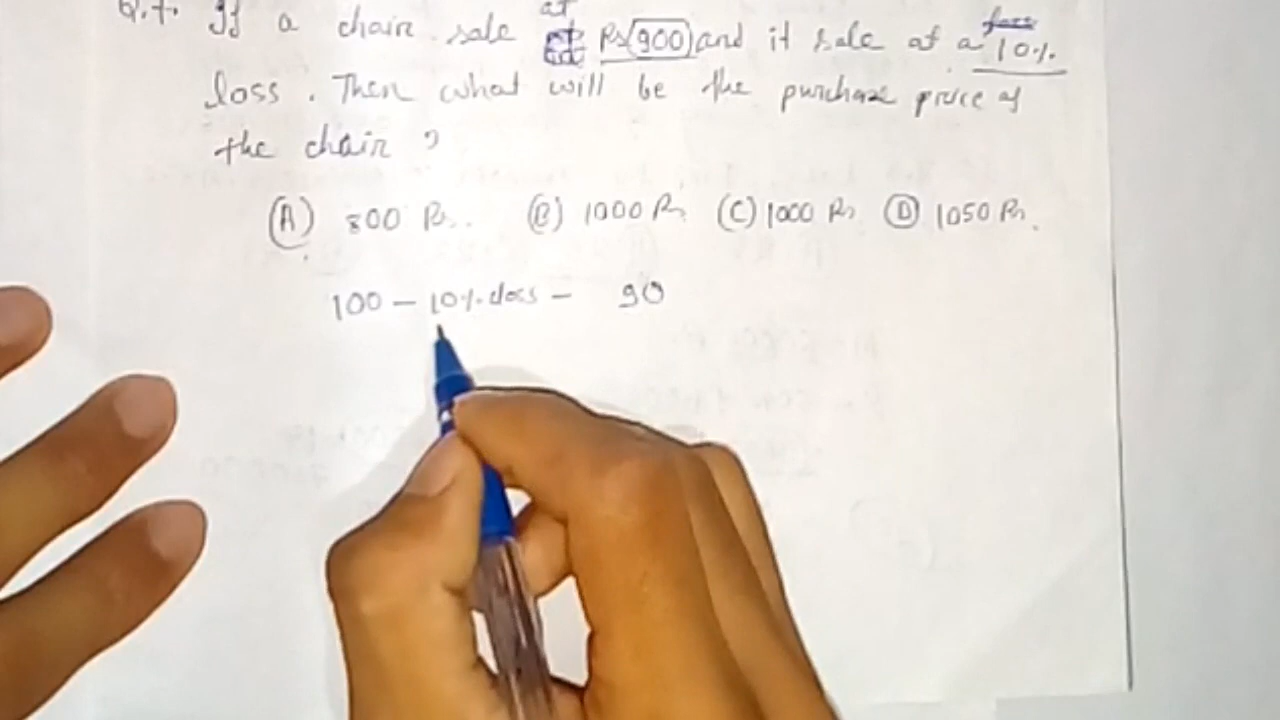 Q.7. If a chair sale at Rs 900 and it sale at a 10%
loss. Then what will be the purchase price of
the chair ?
(A) 800 Rs. (B) 1000 Rs (C) 1000 Rs (D) 1050 Rs.
100 – 10% loss – 90